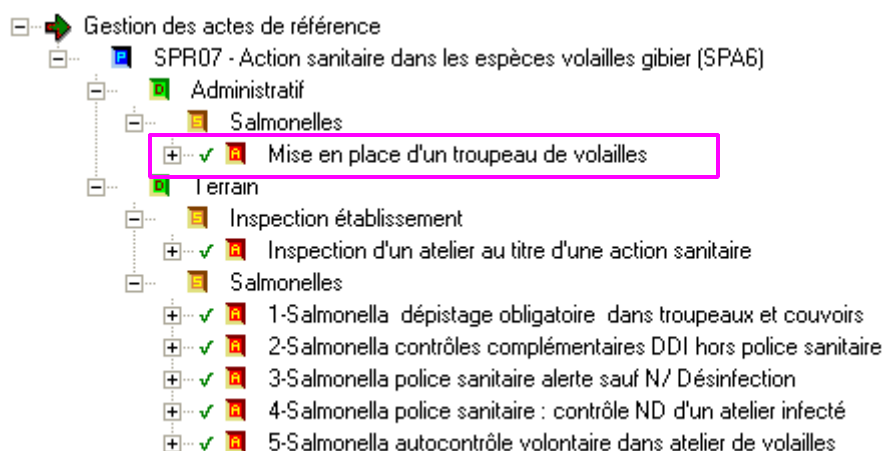 Gestion des actes de référence
P SPR07 - Action sanitaire dans les espèces volailles gibier (SPA6)
D Administratif
S Salmonelles
A Mise en place d'un troupeau de volailles
D Terrain
S Inspection établissement
A Inspection d'un atelier au titre d'une action sanitaire
S Salmonelles
A 1-Salmonella dépistage obligatoire dans troupeaux et couvoirs
A 2-Salmonella contrôles complémentaires DDI hors police sanitaire
A 3-Salmonella police sanitaire alerte sauf N/ Désinfection
A 4-Salmonella police sanitaire : contrôle ND d'un atelier infecté
A 5-Salmonella autocontrôle volontaire dans atelier de volailles